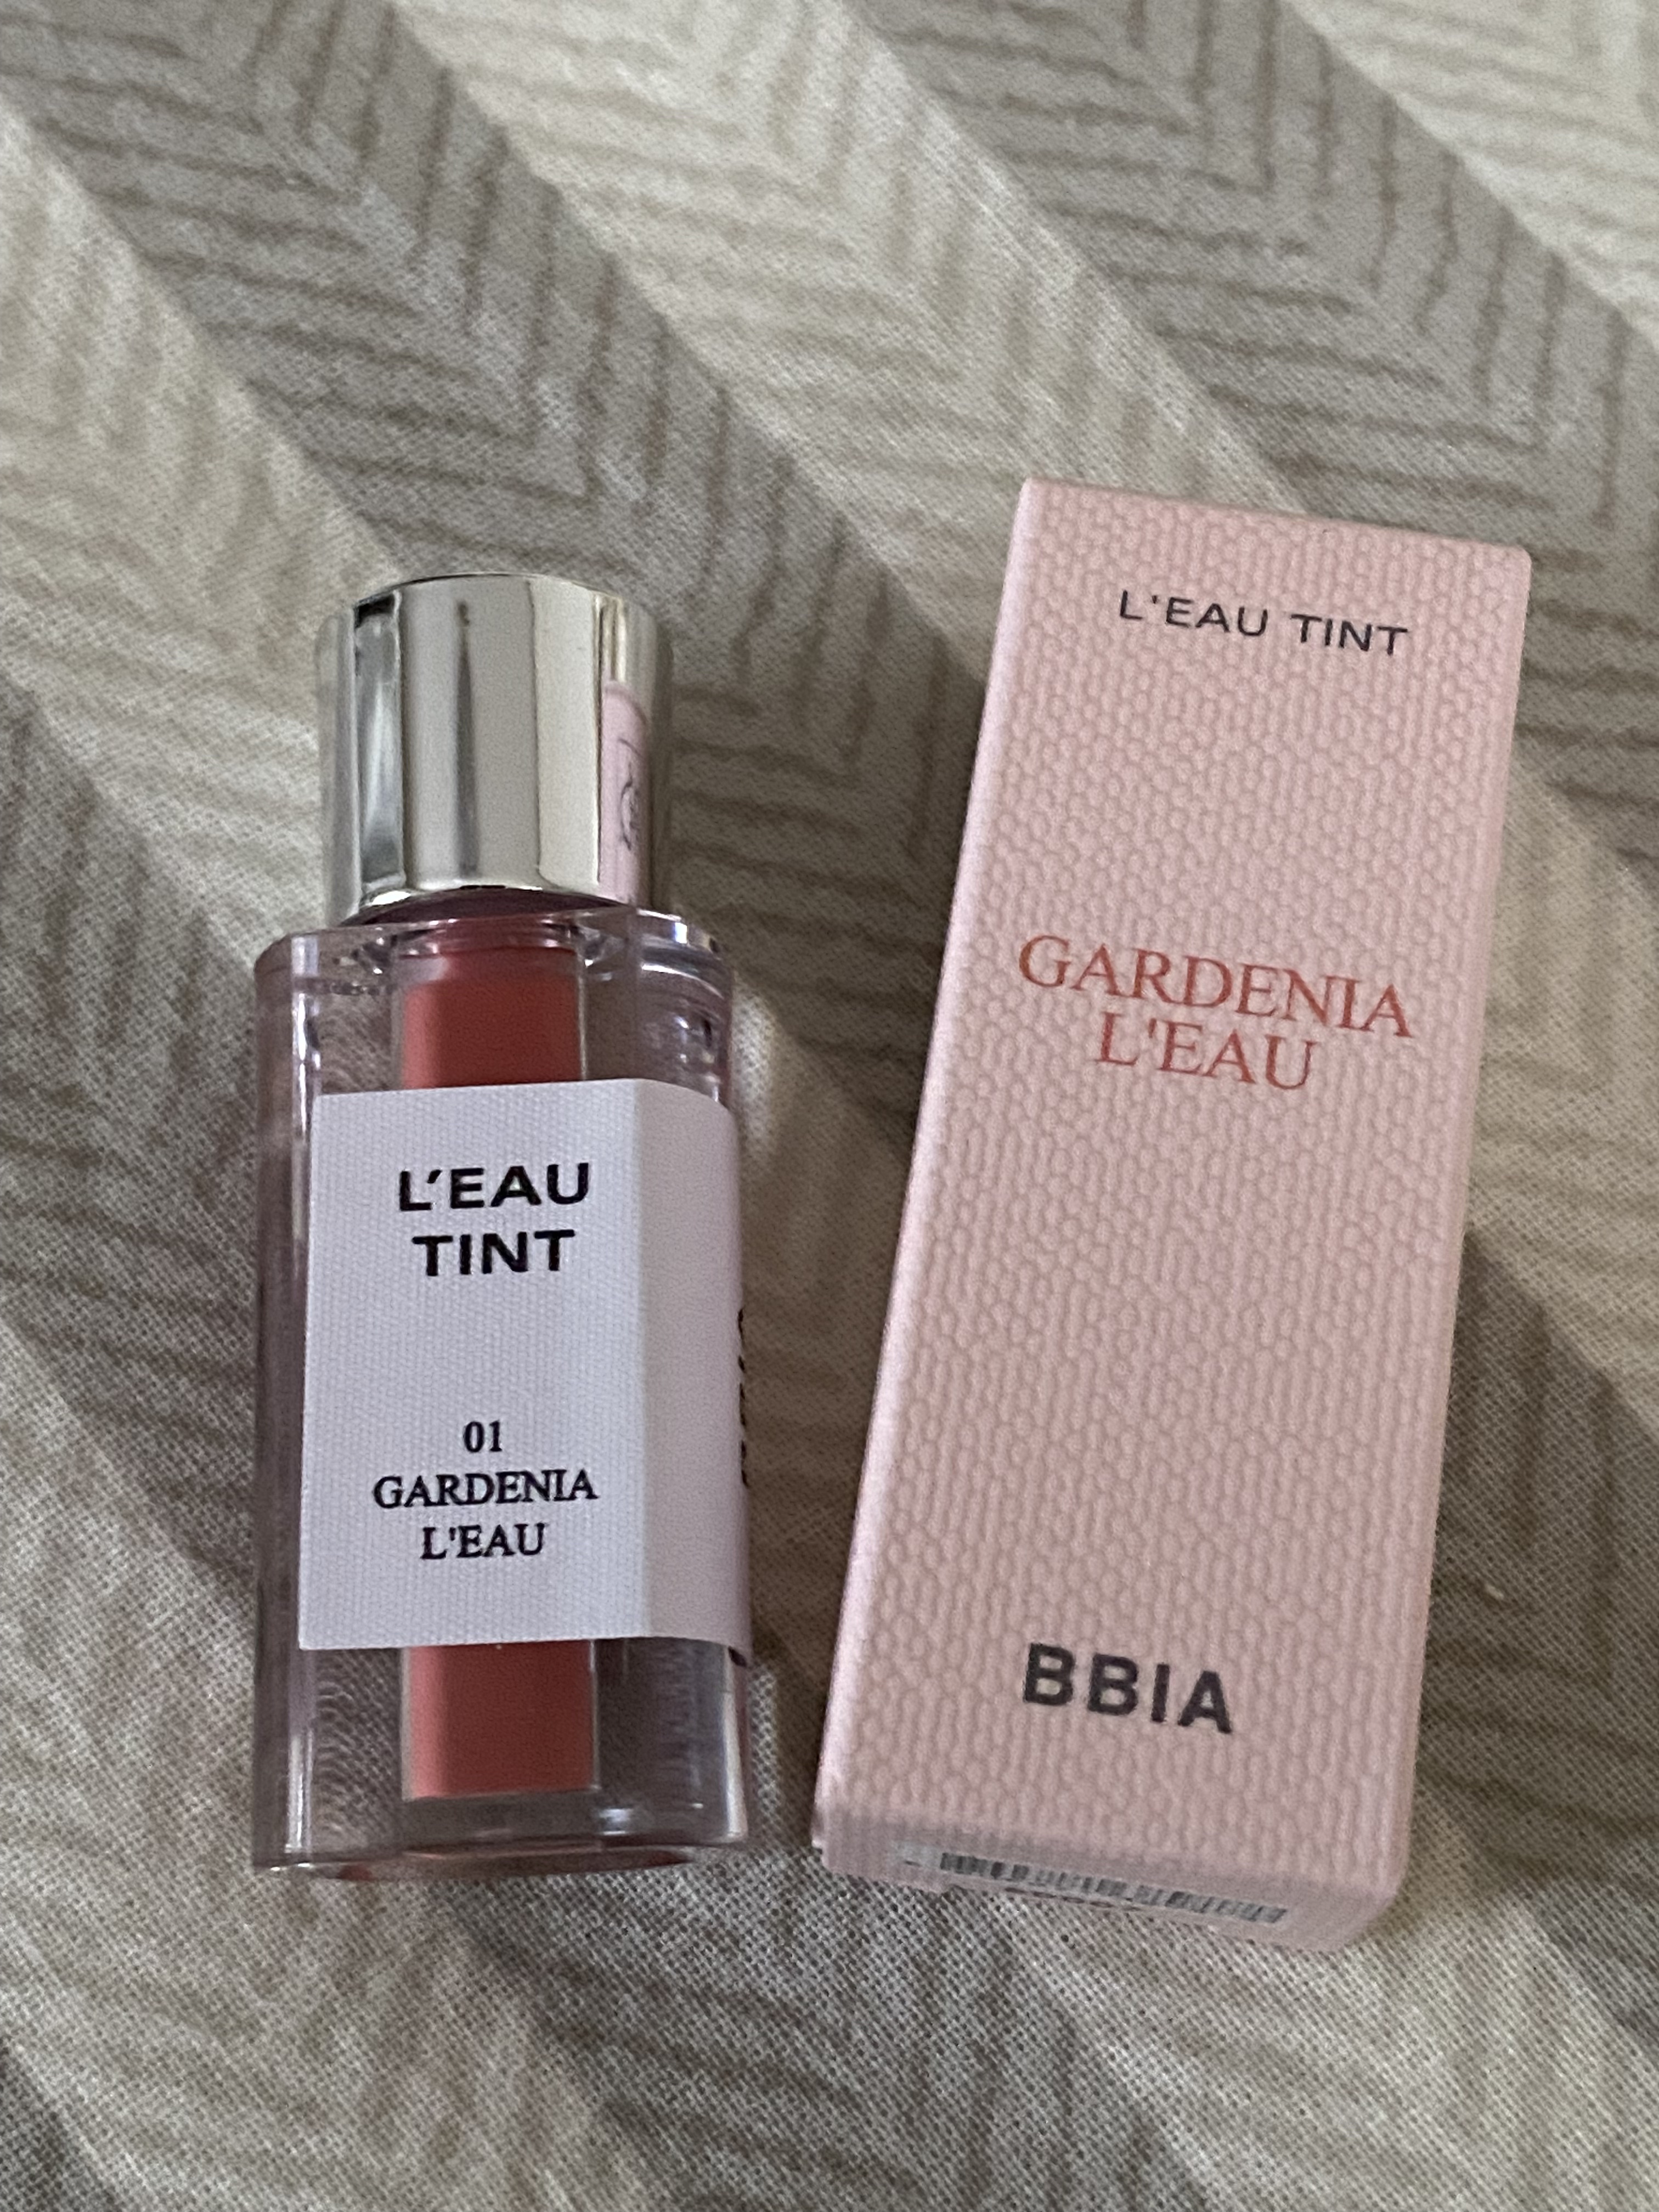 L'EAU
TINT
01
GARDENIA
L'EAU
L'EAU TINT
GARDENIA
L'EAU
BBIA